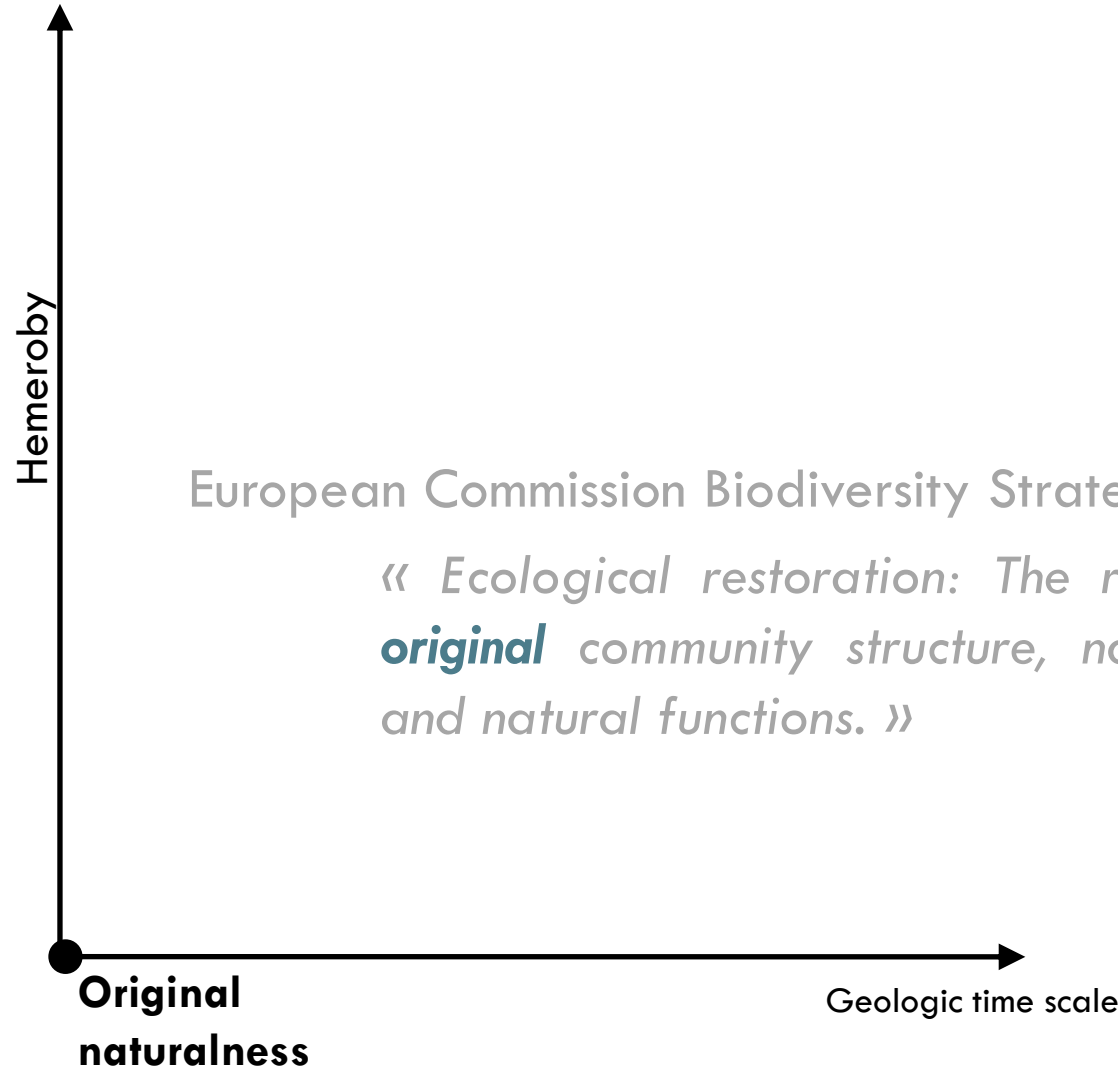 Hemeroby
European Commission Biodiversity Strate
« Ecological restoration: The r
original community structure, na
and natural functions. »
Original
naturalness
Geologic time scale